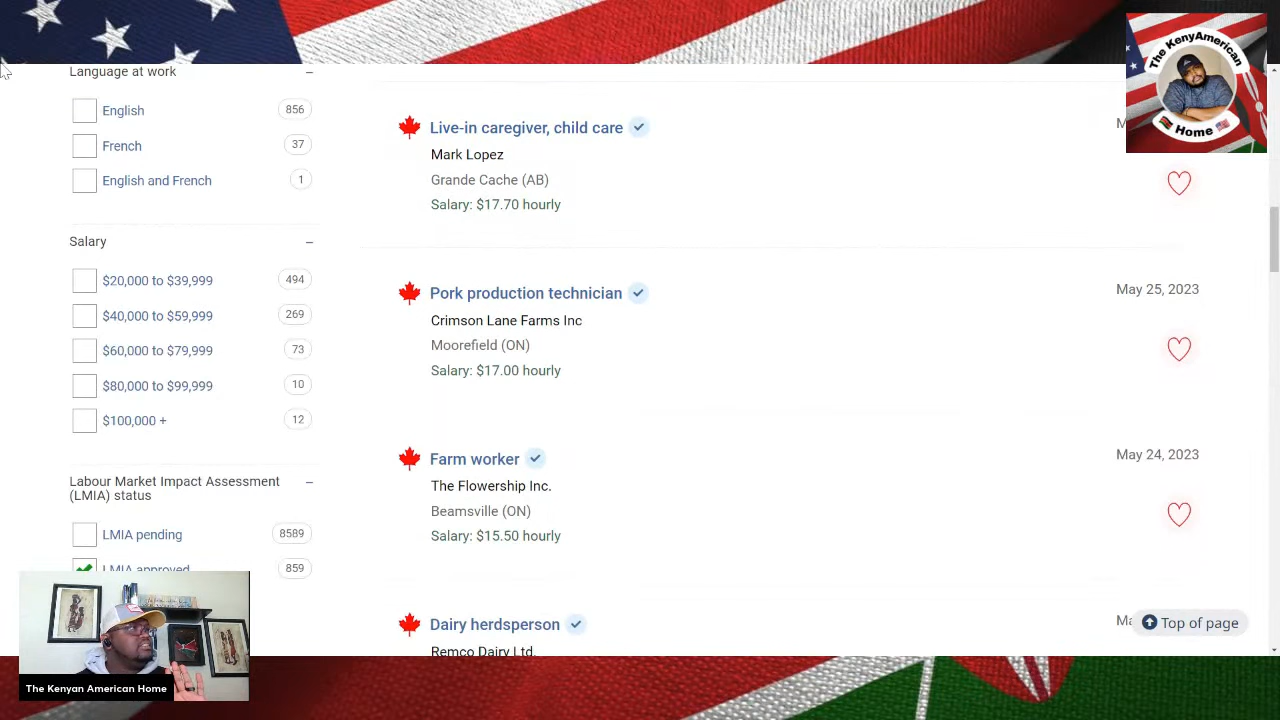 Language at work
English 856
French 37
English and French 1
Salary
$20,000 to $39,999 494
$40,000 to $59,999 269
$60,000 to $79,999 73
$80,000 to $99,999 10
$100,000 + 12
Labour Market Impact Assessment
(LMIA) status
LMIA pending 8589
LMIA approved 859
Live-in caregiver, child care
Mark Lopez
Grande Cache (AB)
Salary: $17.70 hourly
Pork production technician
May 25, 2023
Crimson Lane Farms Inc
Moorefield (ON)
Salary: $17.00 hourly
Farm worker
May 24, 2023
The Flowership Inc.
Beamsville (ON)
Salary: $15.50 hourly
Dairy herdsperson
Remco Dairy Ltd.
Top of page
The KenyAmerican
Home
The Kenyan American Home